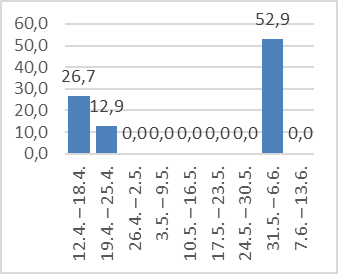 60,0
50,0
40,0
30,0
20,0
10,0
0,0
26,7
12,9
0,0
0,0
0,0
0,0
0,0
52,9
0,0
12.4. – 18.4.
19.4. – 25.4.
26.4. – 2.5.
3.5. – 9.5.
10.5. – 16.5.
17.5. – 23.5.
24.5. – 30.5.
31.5. – 6.6.
7.6. – 13.6.